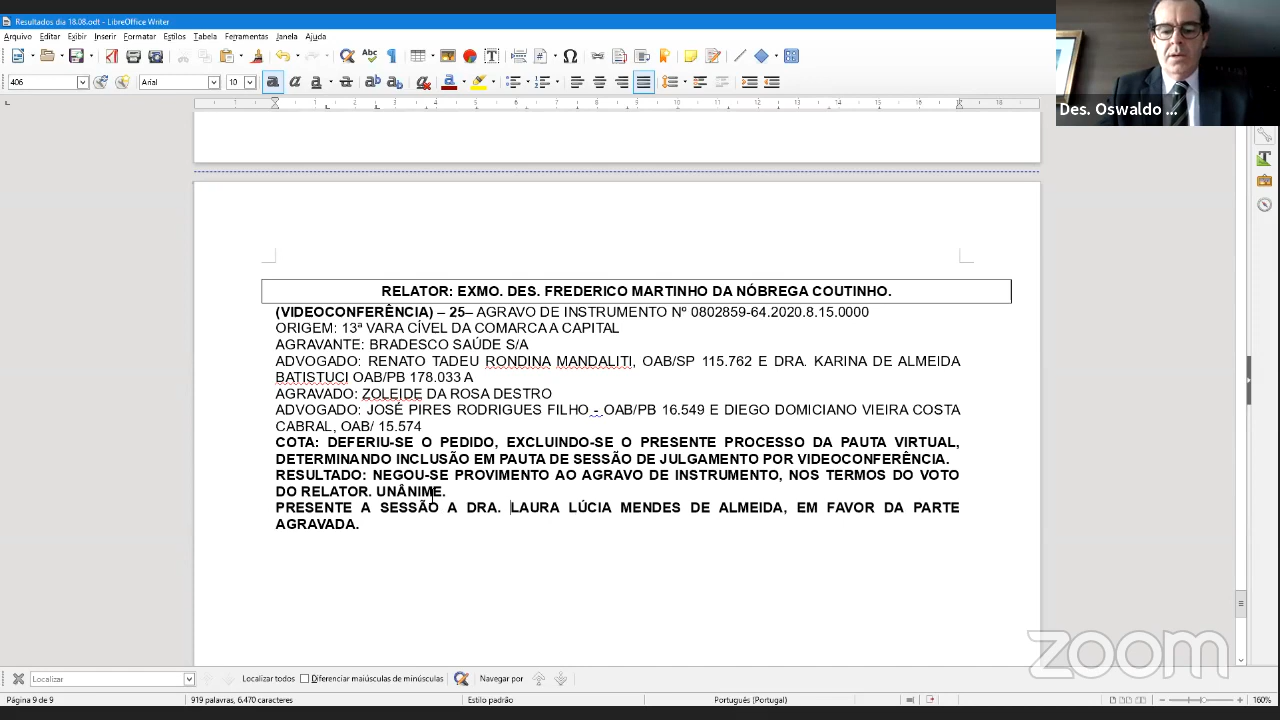 Resultados dia 18.08.odt - LibreOffice Writer
Arquivo Editar Exibir Inserir Formatar Estilos Tabela Ferramentas Janela Ajuda
406 Arial 10
Des. Oswaldo ...
RELATOR: EXMO. DES. FREDERICO MARTINHO DA NÓBREGA COUTINHO.
(VIDEOCONFERÊNCIA) – 25– AGRAVO DE INSTRUMENTO Nº 0802859-64.2020.8.15.0000
ORIGEM: 13ª VARA CÍVEL DA COMARCA A CAPITAL
AGRAVANTE: BRADESCO SAÚDE S/A
ADVOGADO: RENATO TADEU RONDINA MANDALITI, OAB/SP 115.762 E DRA. KARINA DE ALMEIDA
BATISTUCI OAB/PB 178.033 A
AGRAVADO: ZOLEIDE DA ROSA DESTRO
ADVOGADO: JOSÉ PIRES RODRIGUES FILHO - OAB/PB 16.549 E DIEGO DOMICIANO VIEIRA COSTA
CABRAL, OAB/ 15.574
COTA: DEFERIU-SE O PEDIDO, EXCLUINDO-SE O PRESENTE PROCESSO DA PAUTA VIRTUAL,
DETERMINANDO INCLUSÃO EM PAUTA DE SESSÃO DE JULGAMENTO POR VIDEOCONFERÊNCIA.
RESULTADO: NEGOU-SE PROVIMENTO AO AGRAVO DE INSTRUMENTO, NOS TERMOS DO VOTO
DO RELATOR. UNÂNIME.
PRESENTE A SESSÃO A DRA. LAURA LÚCIA MENDES DE ALMEIDA, EM FAVOR DA PARTE
AGRAVADA.
zoom
Localizar Localizar todos Diferenciar maiúsculas de minúsculas Navegar por
Página 9 de 9 919 palavras, 6.470 caracteres Estilo padrão Português (Portugal) 160%